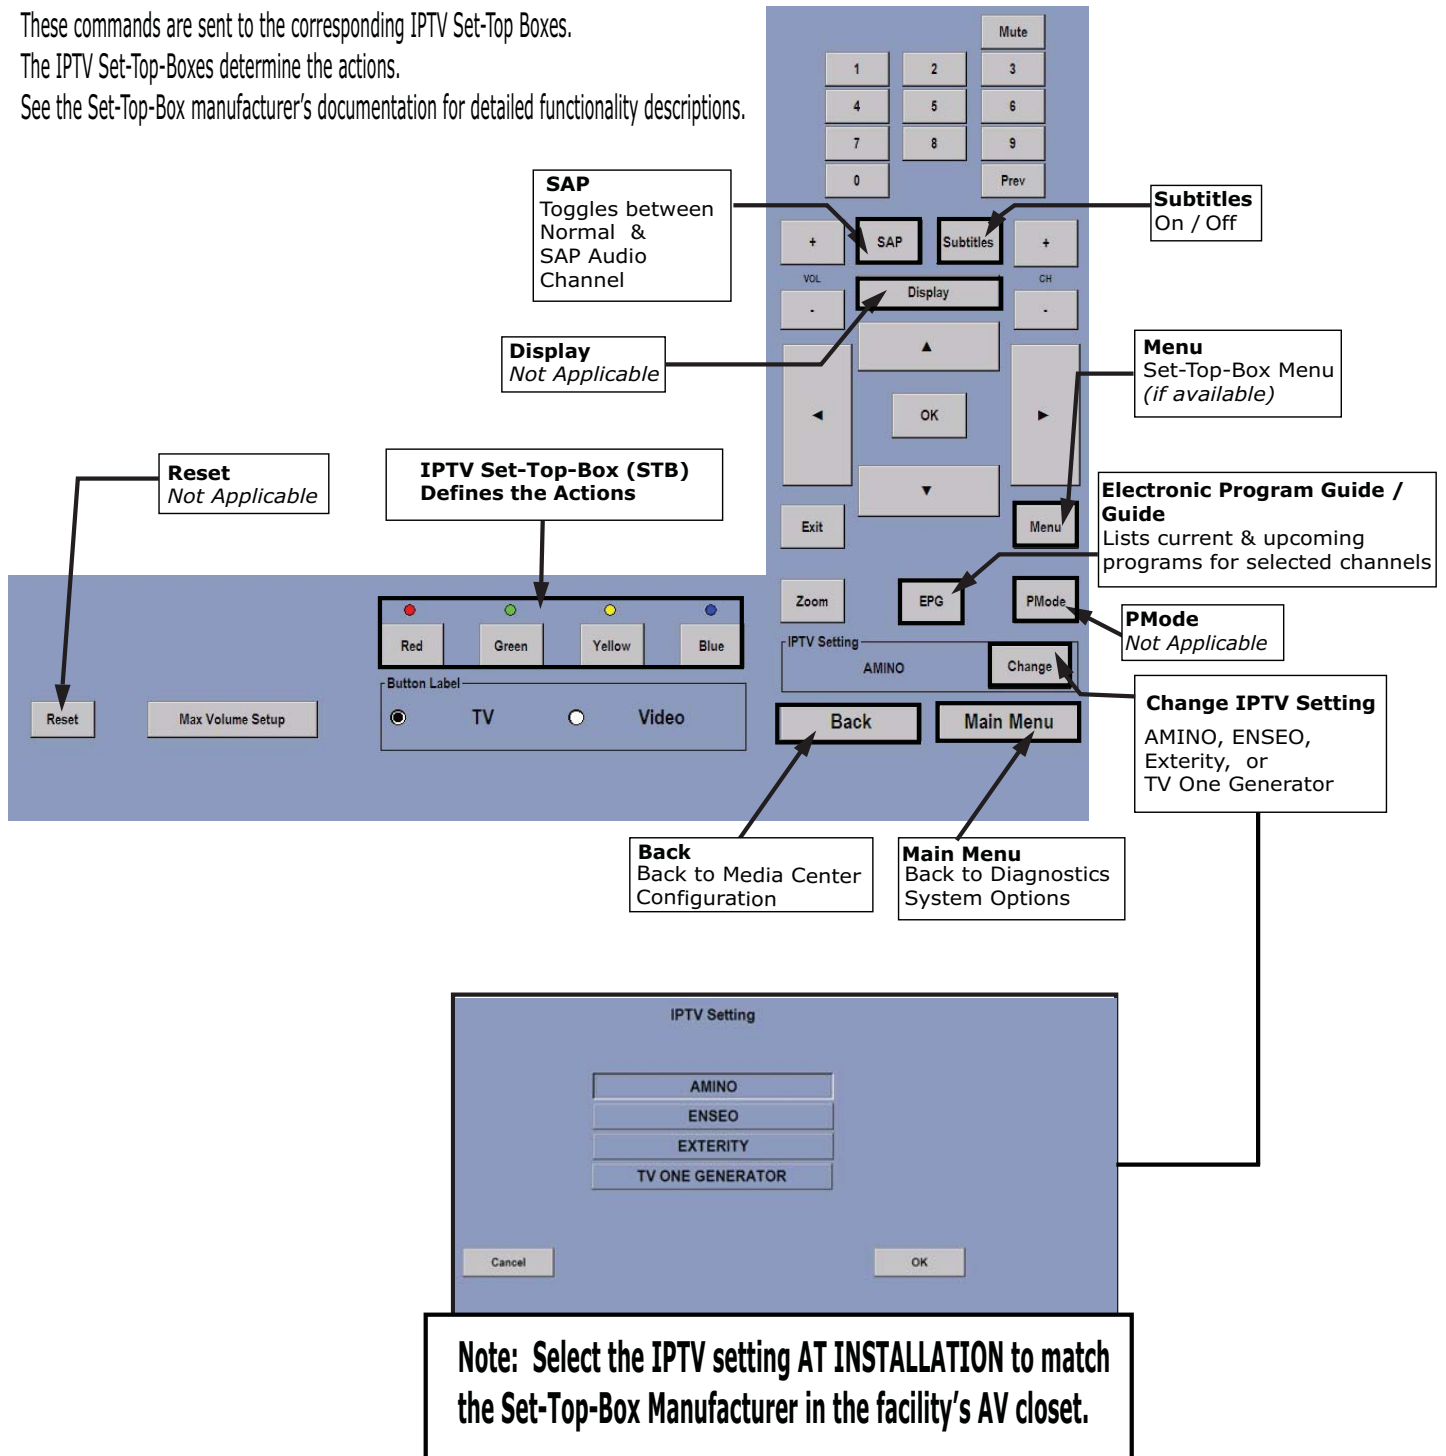 These commands are sent to the corresponding IPTV Set-Top Boxes.
The IPTV Set-Top-Boxes determine the actions.
See the Set-Top-Box manufacturer's documentation for detailed functionality descriptions.
Mute
1 2 3
4 5 6
7 8 9
0 Prev
SAP
Toggles between
Normal &
SAP Audio
Channel
Subtitles
On / Off
+ SAP Subtitles +
VOL Display CH
- -
Display
Not Applicable
▲
Menu
Set-Top-Box Menu
(if available)
◄ OK ►
▼
Reset
Not Applicable
IPTV Set-Top-Box (STB)
Defines the Actions
Exit Menu
Electronic Program Guide /
Guide
Lists current & upcoming
programs for selected channels
Zoom EPG PMode
PMode
Not Applicable
Red Green Yellow Blue
IPTV Setting
AMINO Change
Button Label
TV Video
Reset Max Volume Setup
Back Main Menu
Change IPTV Setting
AMINO, ENSEO,
Exterity, or
TV One Generator
Back
Back to Media Center
Configuration
Main Menu
Back to Diagnostics
System Options
IPTV Setting
AMINO
ENSEO
EXTERITY
TV ONE GENERATOR
Cancel OK
Note: Select the IPTV setting AT INSTALLATION to match
the Set-Top-Box Manufacturer in the facility's AV closet.